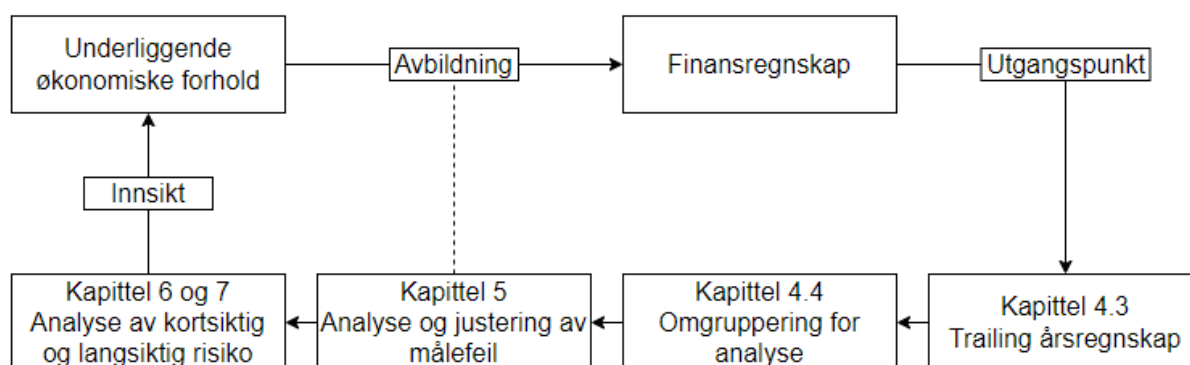 Underliggende
økonomiske forhold
Avbildning
Finansregnskap
Utgangspunkt
Innsikt
Kapittel 6 og 7
Analyse av kortsiktig
og langsiktig risiko
Kapittel 5
Analyse og justering av
målefeil
Kapittel 4.4
Omgruppering for
analyse
Kapittel 4.3
Trailing årsregnskap